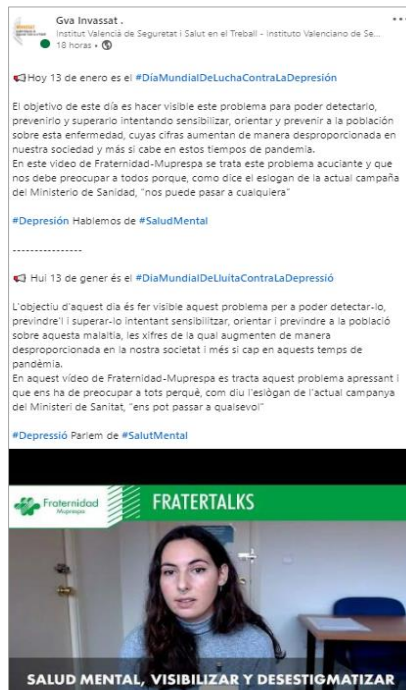 Gva Invassat .
Institut Valencià de Seguretat i Salut en el Treball - Instituto Valenciano de Se...
18 horas •
📢Hoy 13 de enero es el #DíaMundialDeLuchaContraLaDepresión
El objetivo de este día es hacer visible este problema para poder detectarlo,
prevenirlo y superarlo intentando sensibilizar, orientar y prevenir a la población
sobre esta enfermedad, cuyas cifras aumentan de manera desproporcionada en
nuestra sociedad y más si cabe en estos tiempos de pandemia.
En este vídeo de Fraternidad-Muprespa se trata este problema acuciante y que
nos debe preocupar a todos porque, como dice el eslogan de la actual campaña
del Ministerio de Sanidad, "nos puede pasar a cualquiera"
#Depresión Hablemos de #SaludMental
----------------
📢 Hui 13 de gener és el #DiaMundialDeLluitaContraLaDepressió
L'objectiu d'aquest dia és fer visible aquest problema per a poder detectar-lo,
previndre'l i superar-lo intentant sensibilitzar, orientar i previndre a la població
sobre aquesta malaltia, les xifres de la qual augmenten de manera
desproporcionada en la nostra societat i més si cap en aquests temps de
pandèmia.
En aquest vídeo de Fraternidad-Muprespa es tracta aquest problema apressant i
que ens ha de preocupar a tots perquè, com diu l'eslògan de l'actual campanya
del Ministeri de Sanitat, "ens pot passar a qualsevol"
#Depressió Parlem de #SalutMental
Fraternidad
Muprespa
FRATERTALKS
SALUD MENTAL, VISIBILIZAR Y DESESTIGMATIZAR